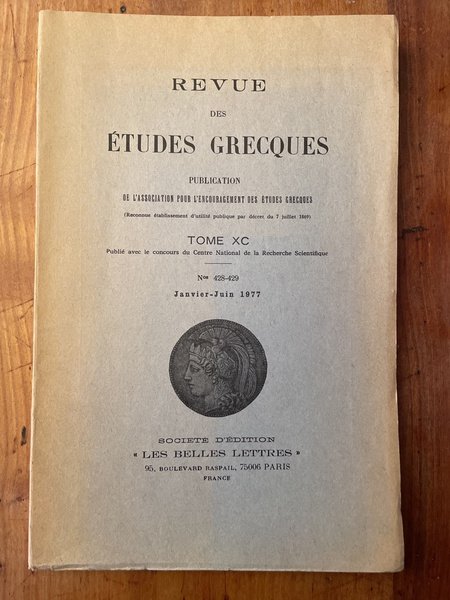 REVUE
DES
ÉTUDES GRECQUES
PUBLICATION
DE L'ASSOCIATION POUR L'ENCOURAGEMENT DES ÉTUDES GRECQUES
(Reconnue établissement d'utilité publique par décret du 7 juillet 1869)
TOME XC
Publié avec le concours du Centre National de la Recherche Scientifique
Nos 428-429
Janvier-Juin 1977
SOCIÉTÉ D'ÉDITION
« LES BELLES LETTRES »
95, BOULEVARD RASPAIL, 75006 PARIS
FRANCE